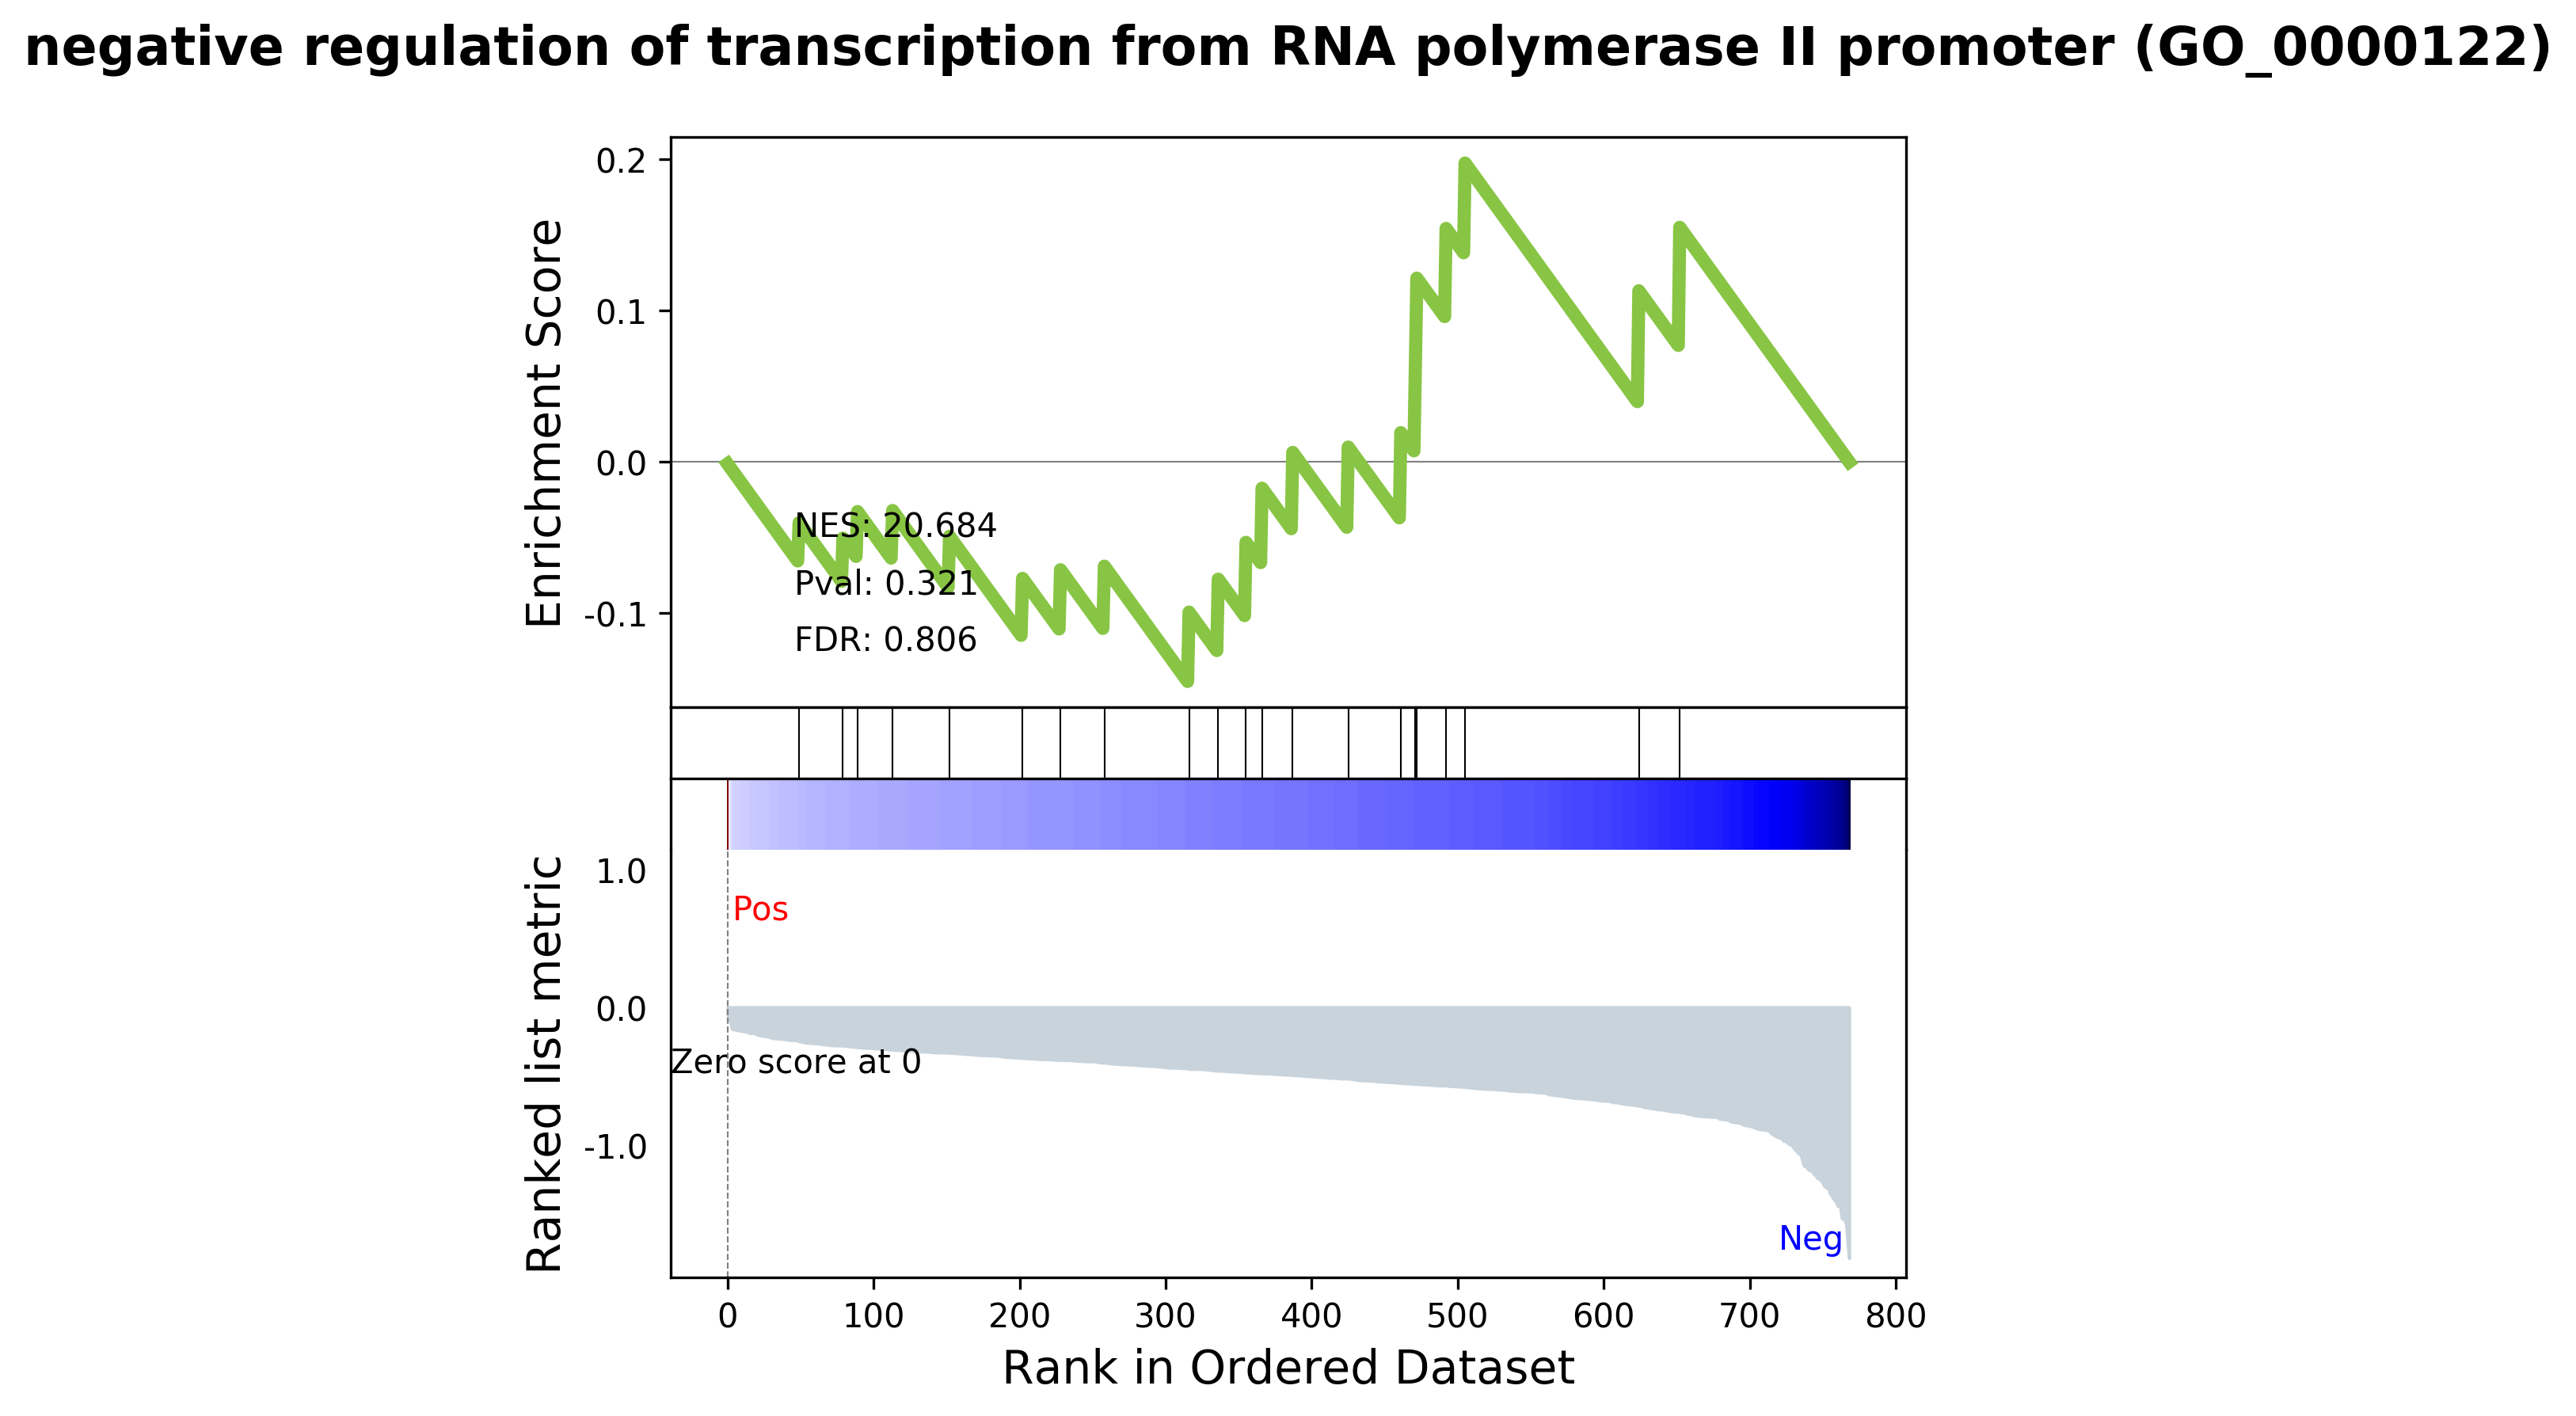 negative regulation of transcription from RNA polymerase II promoter (GO_0000122)
Enrichment Score
0.2
0.1
0.0
-0.1
NES: 20.684
Pval: 0.321
FDR: 0.806
Ranked list metric
1.0
0.0
-1.0
Pos
Zero score at 0
Neg
0 100 200 300 400 500 600 700 800
Rank in Ordered Dataset